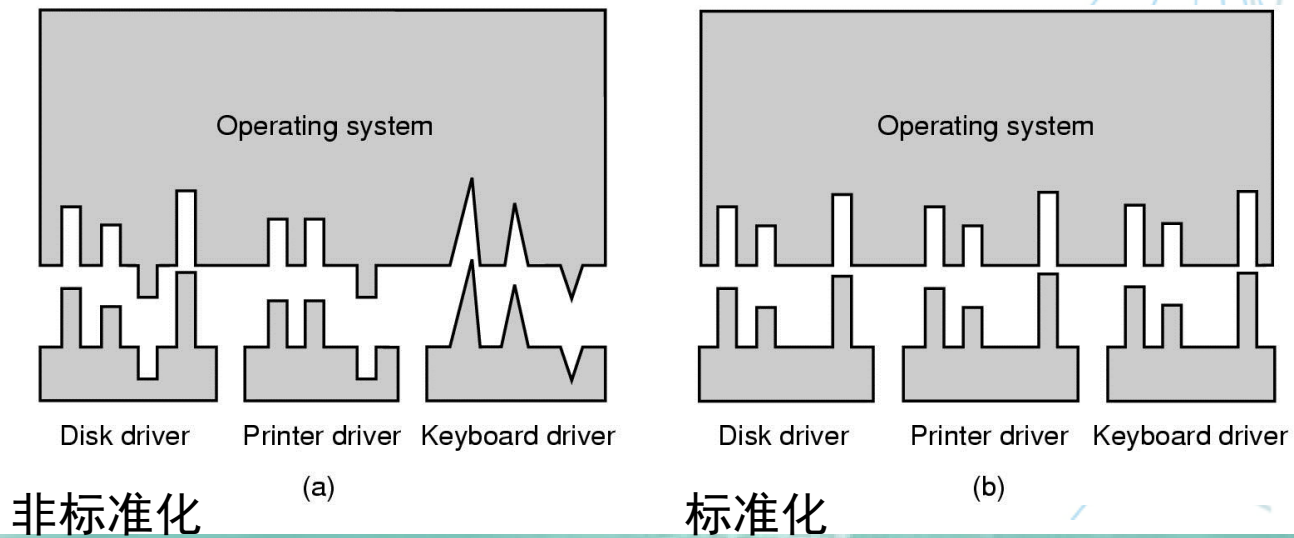 Operating system
Disk driver
Printer driver
Keyboard driver
(a)
非标准化
Operating system
Disk driver
Printer driver
Keyboard driver
(b)
标准化